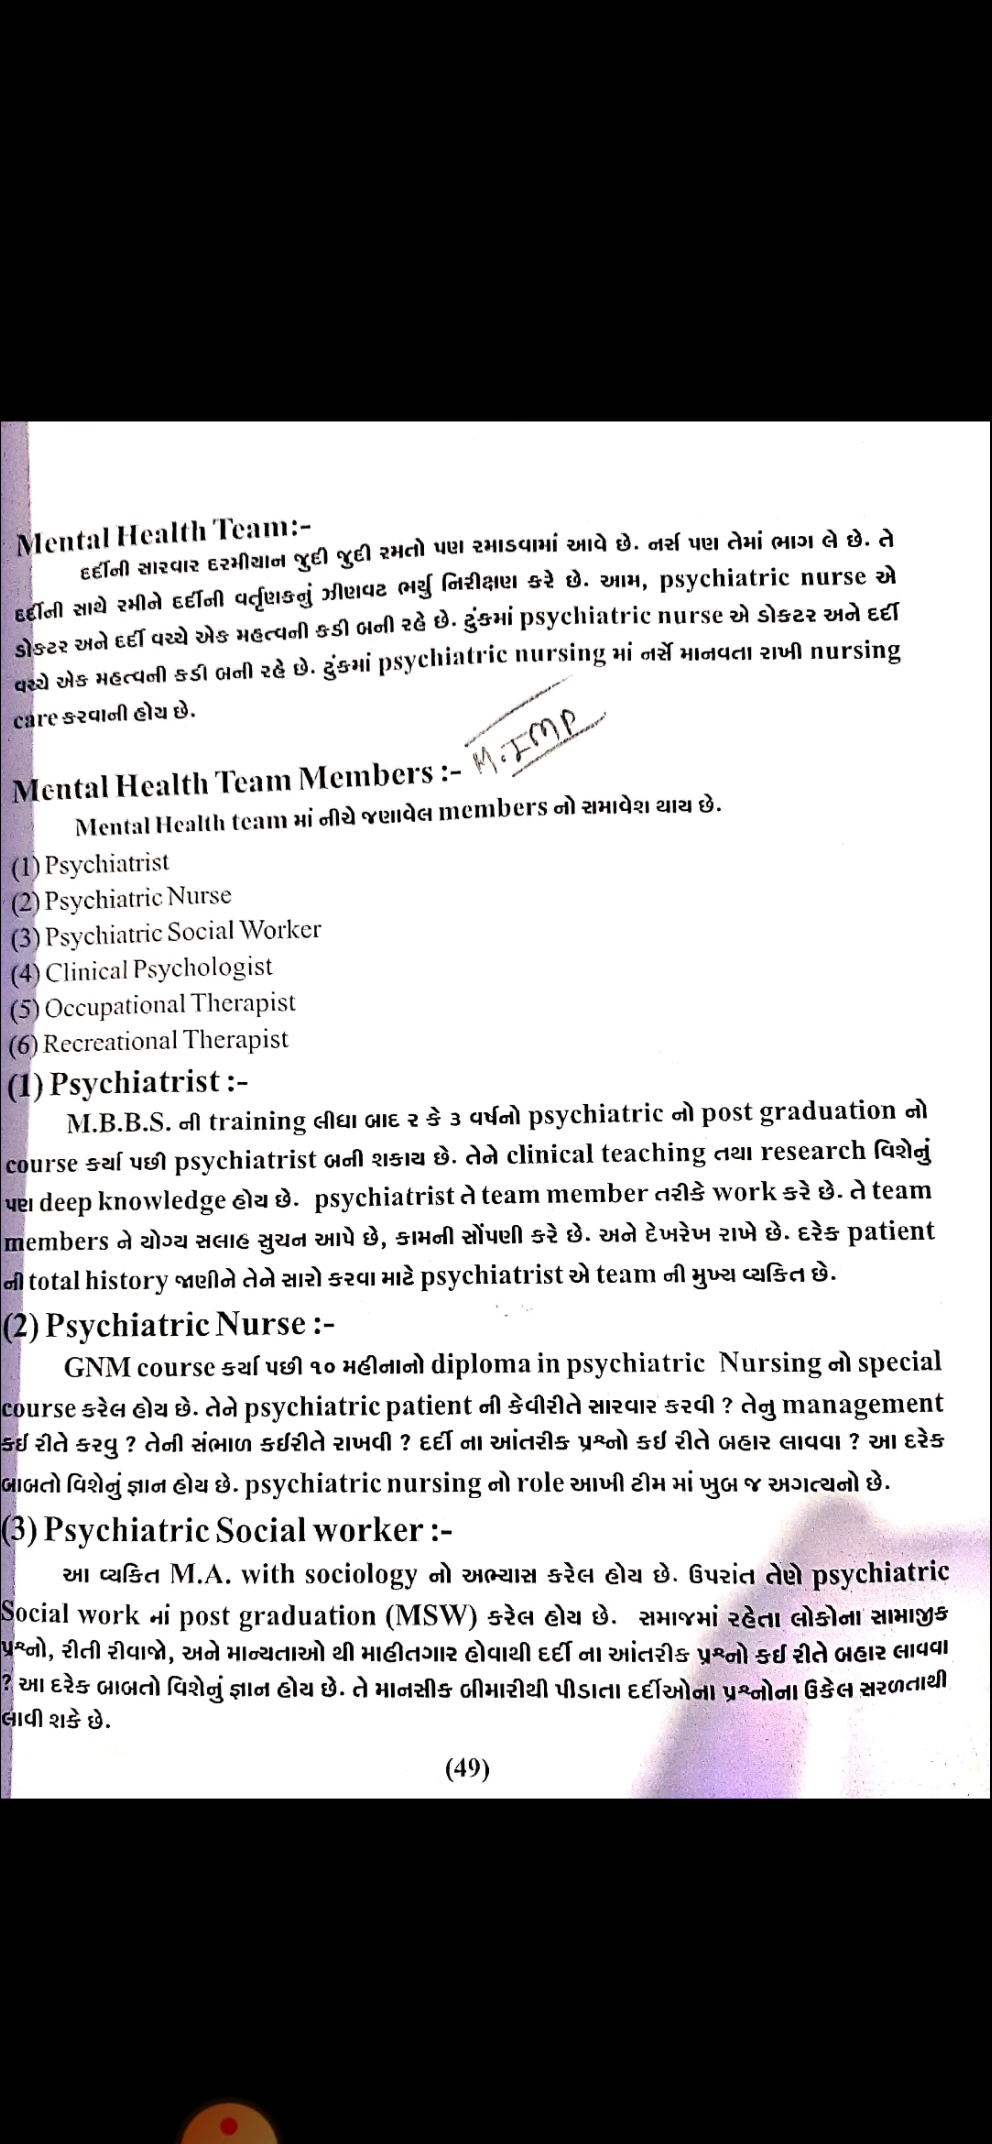 Mental Health Team:-
દર્દીની સારવાર દરમીયાન જુદી જુદી રમતો પણ રમાડવામાં આવે છે. નર્સ પણ તેમાં ભાગ લે છે. તે
દર્દીની સાથે રમીને દર્દીની વર્તૃણકનું ઝીણવટ ભર્યુ નિરીક્ષણ કરે છે. આમ, psychiatric nurse એ
ડોકટર અને દર્દી વચ્ચે એક મહત્વની કડી બની રહે છે. ટુંકમાં psychiatric nurse એ ડોકટર અને દર્દી
વચ્ચે એક મહત્વની કડી બની રહે છે. ટુંકમાં psychiatric nursing માં નર્સે માનવતા રાખી nursing
care કરવાની હોય છે.
Mental Health Team Members :- M. IMP
Mental Health team માં નીચે જણાવેલ members નો સમાવેશ થાય છે.
(1) Psychiatrist
(2) Psychiatric Nurse
(3) Psychiatric Social Worker
(4) Clinical Psychologist
(5) Occupational Therapist
(6) Recreational Therapist
(1) Psychiatrist :-
M.B.B.S. ની training લીધા બાદ ૨ કે ૩ વર્ષનો psychiatric નો post graduation નો
course કર્યા પછી psychiatrist બની શકાય છે. તેને clinical teaching તથા research વિશેનું
પણ deep knowledge હોય છે. psychiatrist તે team member તરીકે work કરે છે. તે team
members ને યોગ્ય સલાહ સુચન આપે છે, કામની સોંપણી કરે છે. અને દેખરેખ રાખે છે. દરેક patient
ની total history જાણીને તેને સારો કરવા માટે psychiatrist એ team ની મુખ્ય વ્યકિત છે.
(2) Psychiatric Nurse :-
GNM course કર્યા પછી ૧૦ મહીનાનો diploma in psychiatric Nursing નો special
course કરેલ હોય છે. તેને psychiatric patient ની કેવીરીતે સારવાર કરવી ? તેનુ management
કઈ રીતે કરવુ ? તેની સંભાળ કઈરીતે રાખવી ? દર્દી ના આંતરીક પ્રશ્નો કઈ રીતે બહાર લાવવા ? આ દરેક
બાબતો વિશેનું જ્ઞાન હોય છે. psychiatric nursing નો role આખી ટીમ માં ખુબ જ અગત્યનો છે.
(3) Psychiatric Social worker :-
આ વ્યકિત M.A. with sociology નો અભ્યાસ કરેલ હોય છે. ઉપરાંત તેણે psychiatric
Social work માં post graduation (MSW) કરેલ હોય છે. સમાજમાં રહેતા લોકોના સામાજીક
પ્રશ્નો, રીતી રીવાજો, અને માન્યતાઓ થી માહીતગાર હોવાથી દર્દી ના આંતરીક પ્રશ્નો કઈ રીતે બહાર લાવવા
? આ દરેક બાબતો વિશેનું જ્ઞાન હોય છે. તે માનસીક બીમારીથી પીડાતા દર્દીઓના પ્રશ્નોના ઉકેલ સરળતાથી
લાવી શકે છે.
(49)